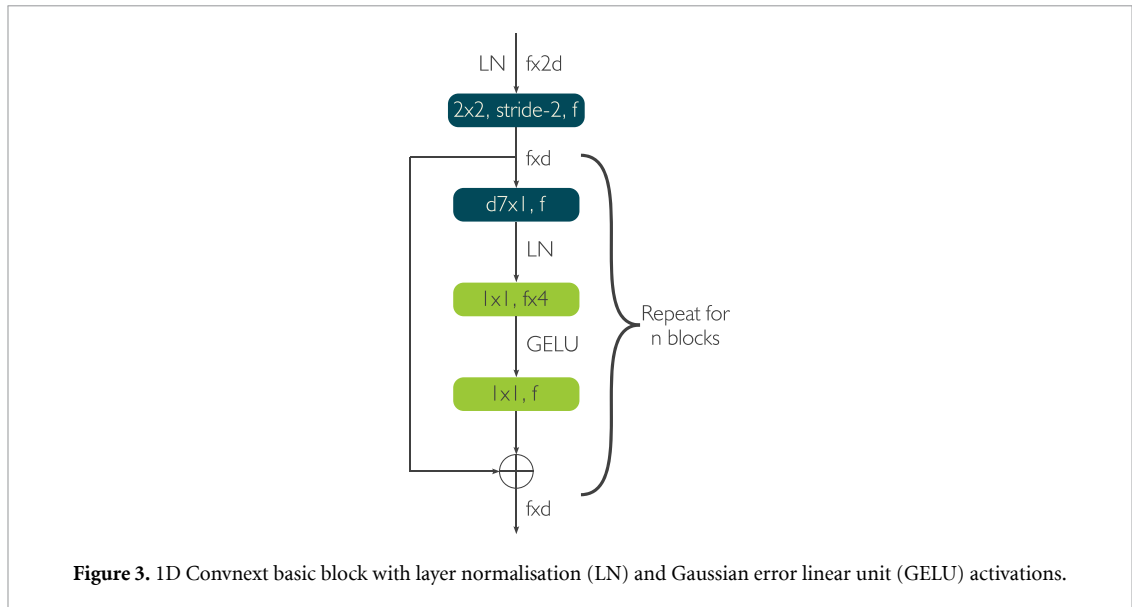 LN fx2d
2x2, stride-2, f
fxd
d7x1, f
LN
1x1, fx4
GELU
1x1, f
Repeat for
n blocks
fxd
Figure 3. 1D Convnext basic block with layer normalisation (LN) and Gaussian error linear unit (GELU) activations.